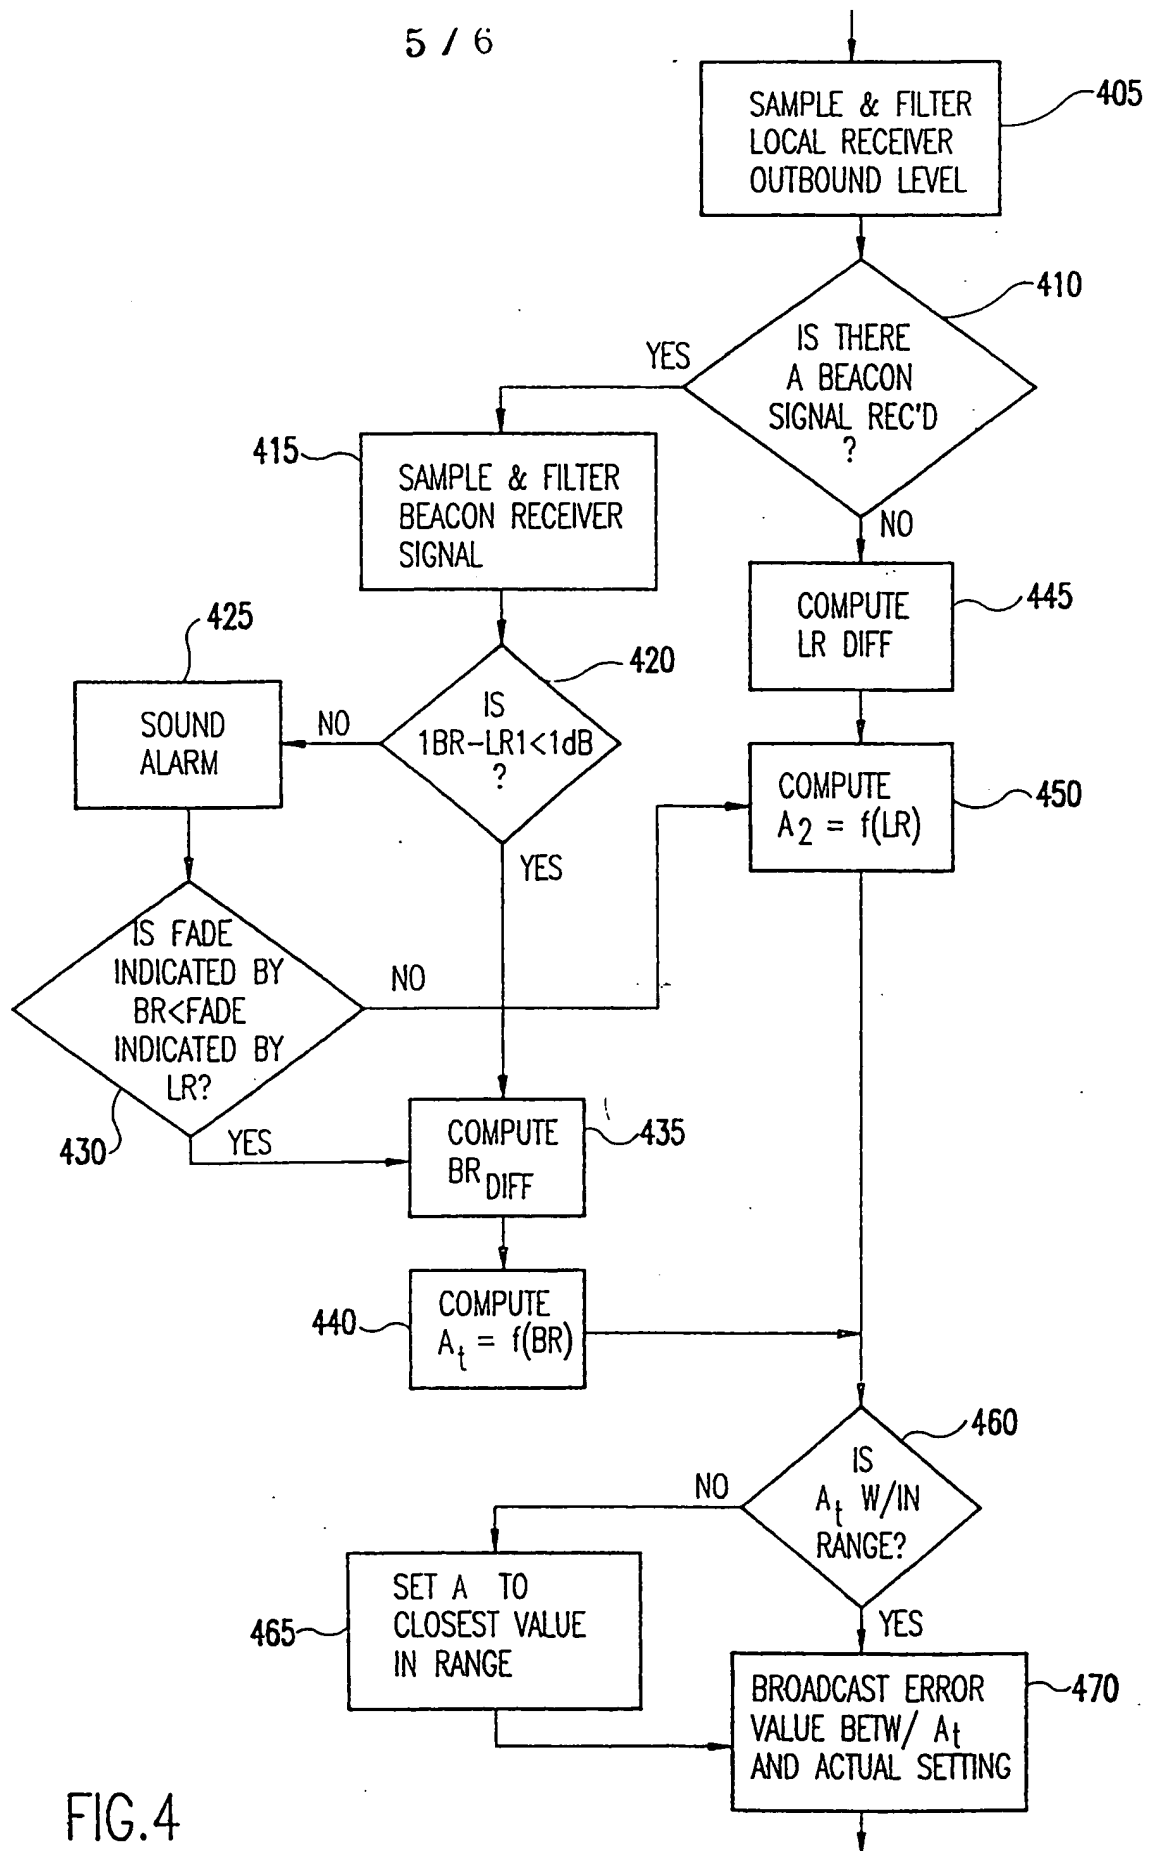 5 / 6
SAMPLE & FILTER
LOCAL RECEIVER
OUTBOUND LEVEL
405
IS THERE
A BEACON
SIGNAL REC'D
?
410
YES
NO
415
SAMPLE & FILTER
BEACON RECEIVER
SIGNAL
COMPUTE
LR DIFF
445
425
SOUND
ALARM
NO
IS
1BR-LR1<1dB
?
420
YES
COMPUTE
A2 = f(LR)
450
IS FADE
INDICATED BY
BR<FADE
INDICATED BY
LR?
NO
430
YES
COMPUTE
BR DIFF
435
440
COMPUTE
At = f(BR)
460
IS
At W/IN
RANGE?
NO
YES
465
SET A TO
CLOSEST VALUE
IN RANGE
BROADCAST ERROR
VALUE BETW/ At
AND ACTUAL SETTING
470
FIG.4